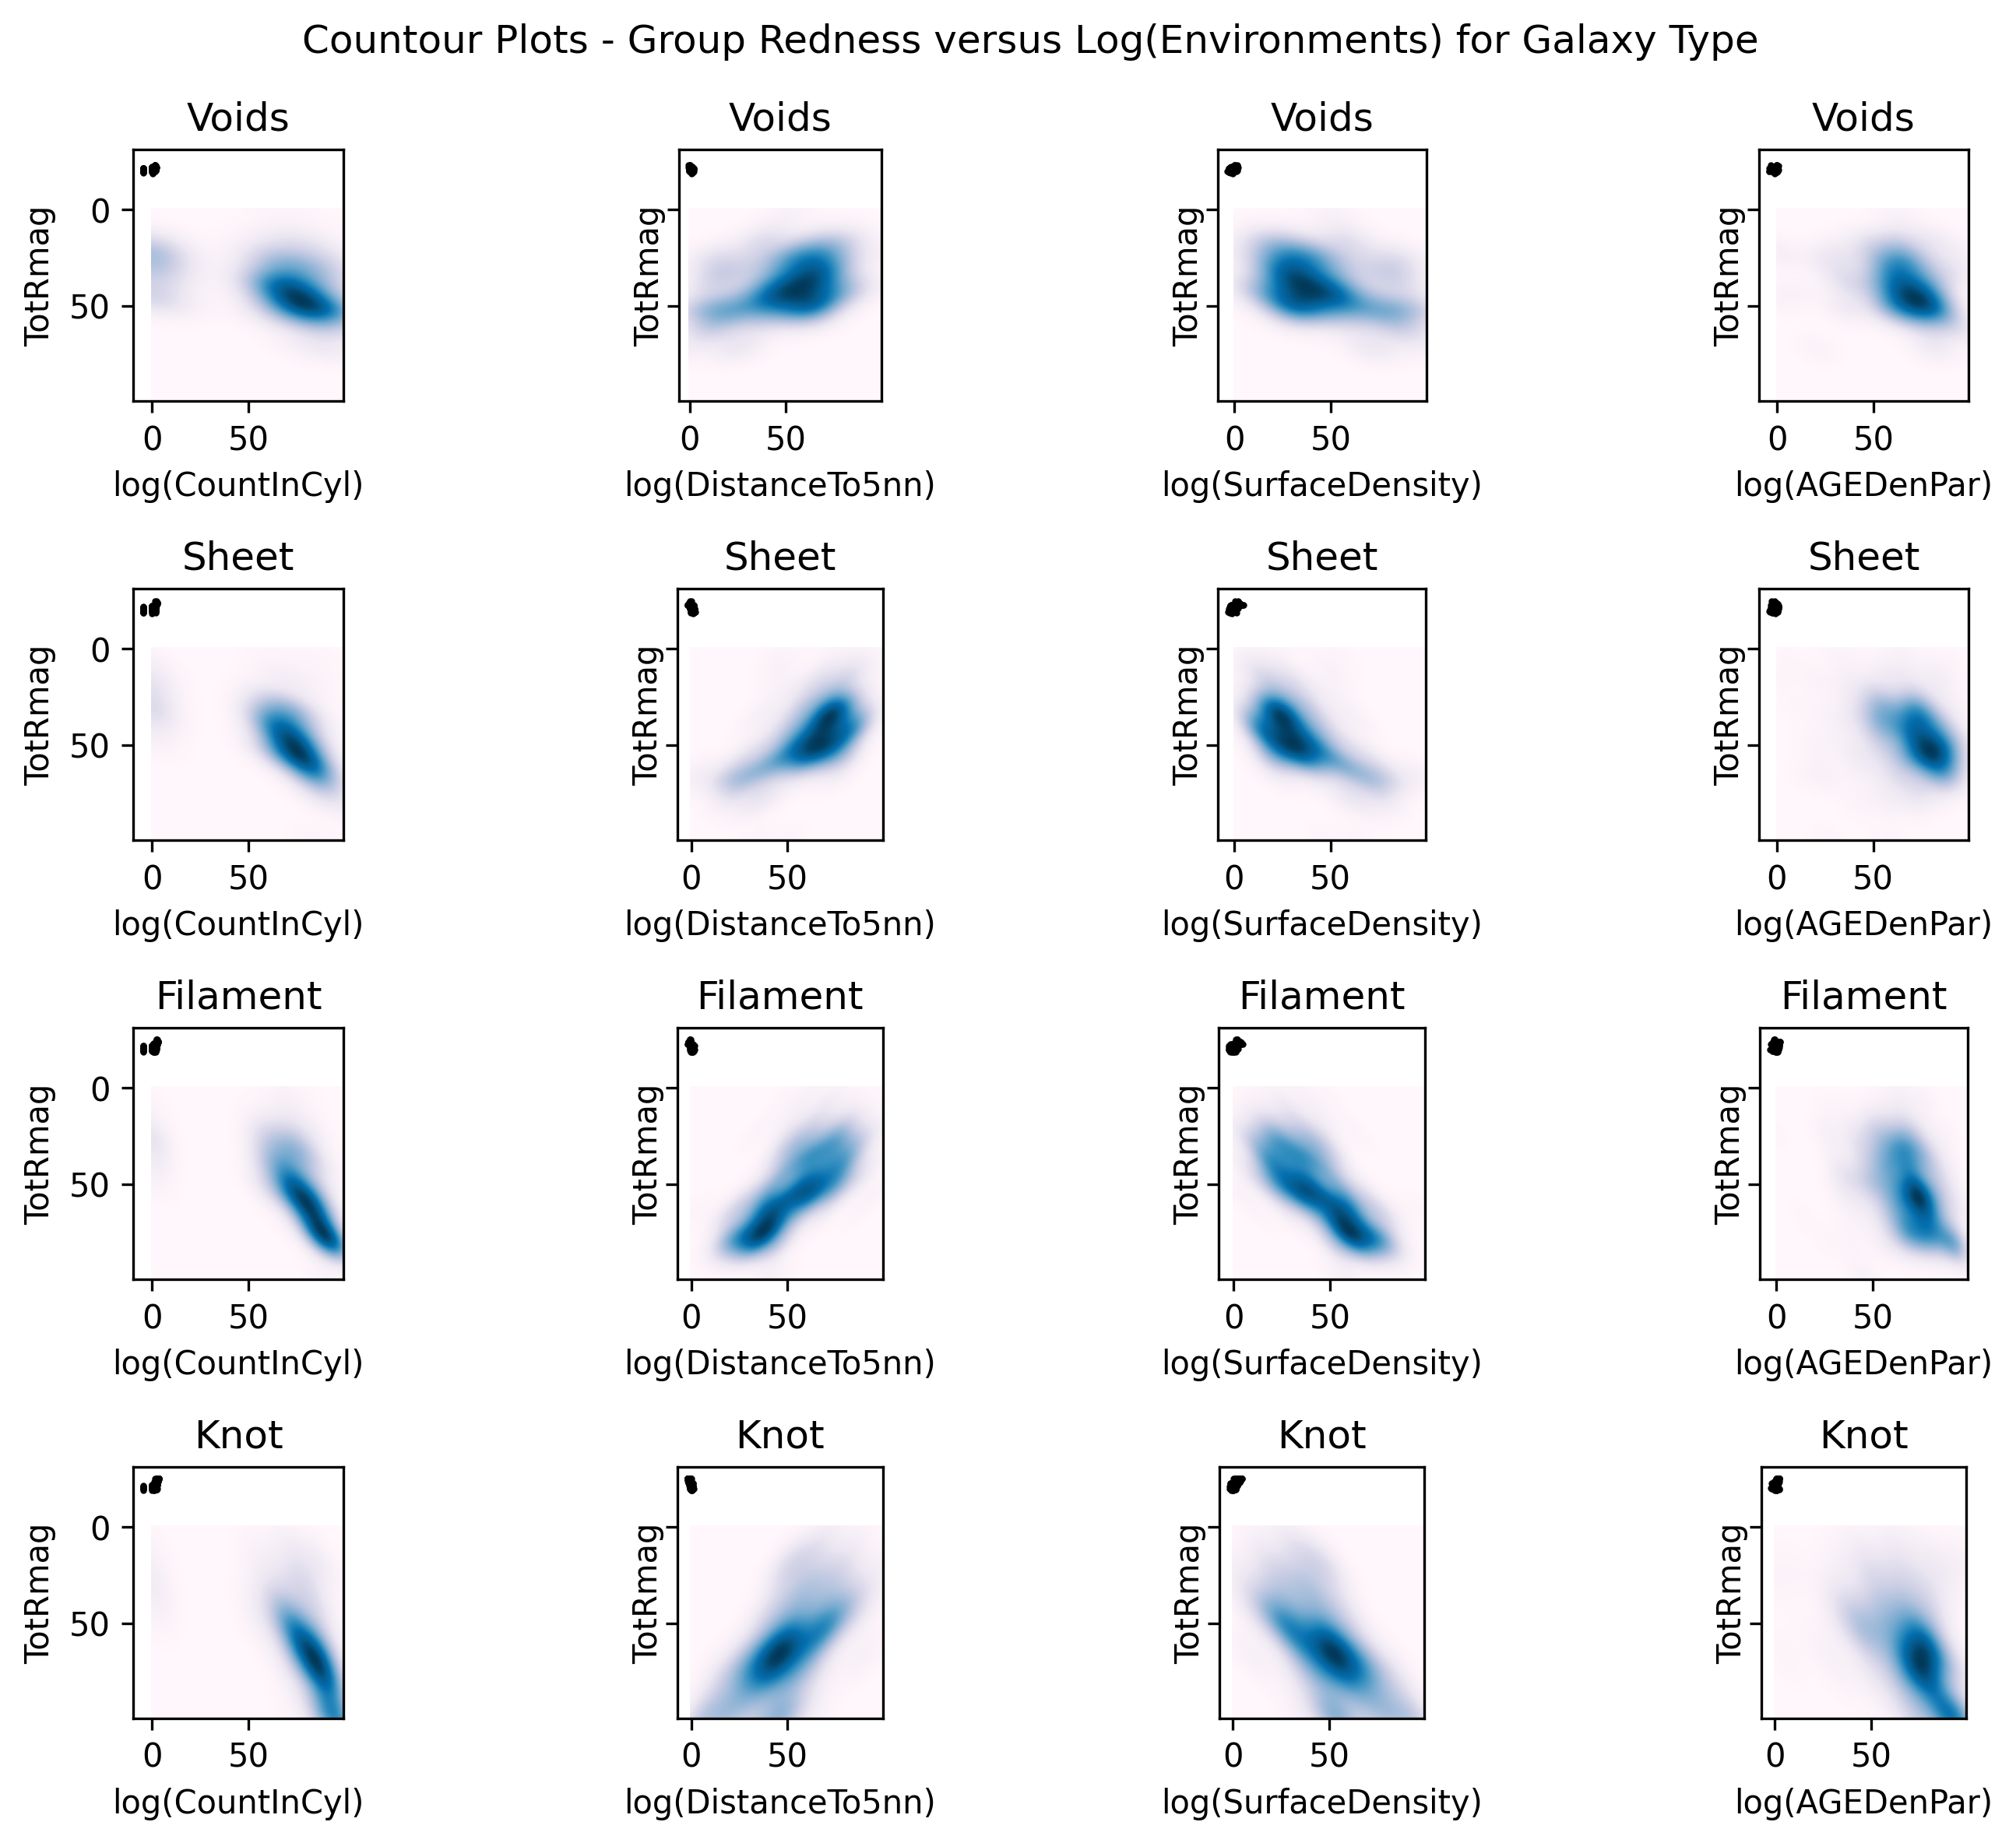 Countour Plots - Group Redness versus Log(Environments) for Galaxy Type
Voids Voids Voids Voids
TotRmag 0 50 TotRmag TotRmag TotRmag
0 50 0 50 0 50 0 50
log(CountInCyl) log(DistanceTo5nn) log(SurfaceDensity) log(AGEDenPar)
Sheet Sheet Sheet Sheet
TotRmag 0 50 TotRmag TotRmag TotRmag
0 50 0 50 0 50 0 50
log(CountInCyl) log(DistanceTo5nn) log(SurfaceDensity) log(AGEDenPar)
Filament Filament Filament Filament
TotRmag 0 50 TotRmag TotRmag TotRmag
0 50 0 50 0 50 0 50
log(CountInCyl) log(DistanceTo5nn) log(SurfaceDensity) log(AGEDenPar)
Knot Knot Knot Knot
TotRmag 0 50 TotRmag TotRmag TotRmag
0 50 0 50 0 50 0 50
log(CountInCyl) log(DistanceTo5nn) log(SurfaceDensity) log(AGEDenPar)